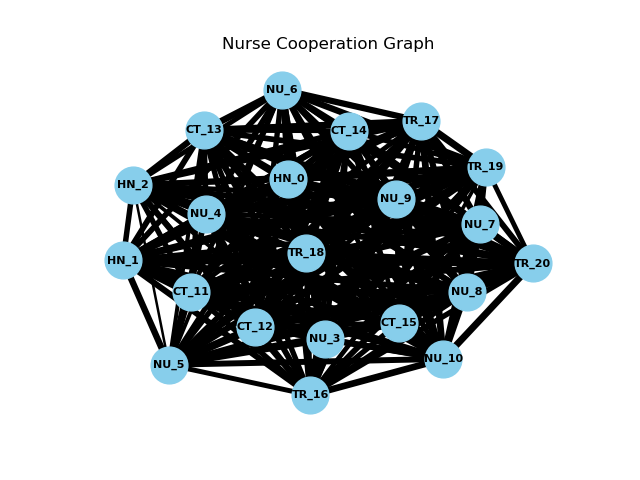 Nurse Cooperation Graph
NU_6
TR_17
CT_13
CT_14
TR_19
HN_0
HN_2
NU_9
NU_4
NU_7
TR_18
HN_1
TR_20
CT_11
NU_8
CT_15
CT_12
NU_3
NU_10
NU_5
TR_16